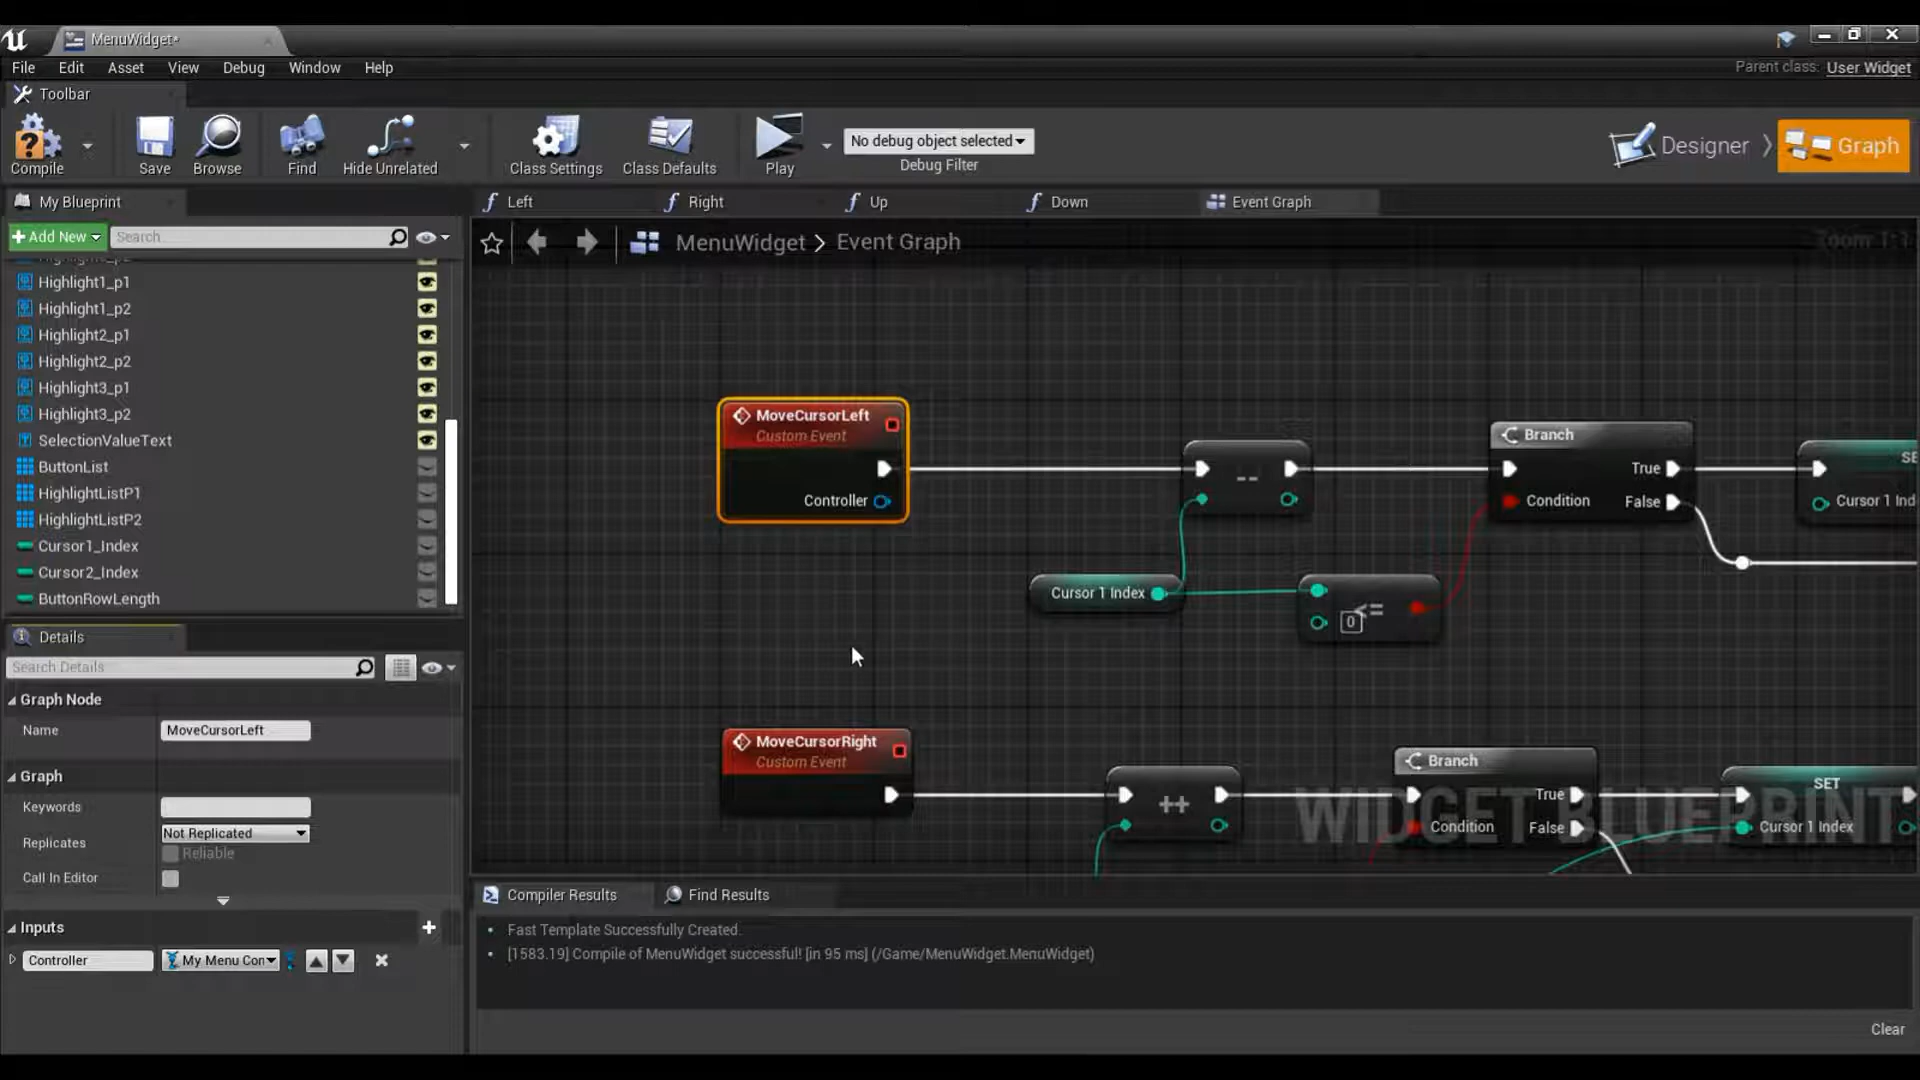 MenuWidget*
File Edit Asset View Debug Window Help
Parent class: User Widget
Toolbar
Compile Save Browse Find Hide Unrelated Class Settings Class Defaults Play
No debug object selected
Debug Filter
Designer Graph
My Blueprint
Left Right Up Down Event Graph
Add New Search
MenuWidget > Event Graph
Zoom 1:1
Highlight1_p1
Highlight1_p2
Highlight2_p1
Highlight2_p2
Highlight3_p1
Highlight3_p2
SelectionValueText
ButtonList
HighlightListP1
HighlightListP2
Cursor1_Index
Cursor2_Index
ButtonRowLength
MoveCursorLeft
Custom Event
Controller
--
Branch
True
Condition False
SE
Cursor 1 Ind
Cursor 1 Index
<=
0
MoveCursorRight
Custom Event
++
Branch
True
Condition False
SET
Cursor 1 Index
WIDGET BLUEPRINT
Details
Search Details
Graph Node
Name MoveCursorLeft
Graph
Keywords
Replicates Not Replicated
Reliable
Call In Editor
Inputs
Controller My Menu Con
Compiler Results Find Results
Fast Template Successfully Created.
[1583.19] Compile of MenuWidget successful! [in 95 ms] (/Game/MenuWidget.MenuWidget)
Clear